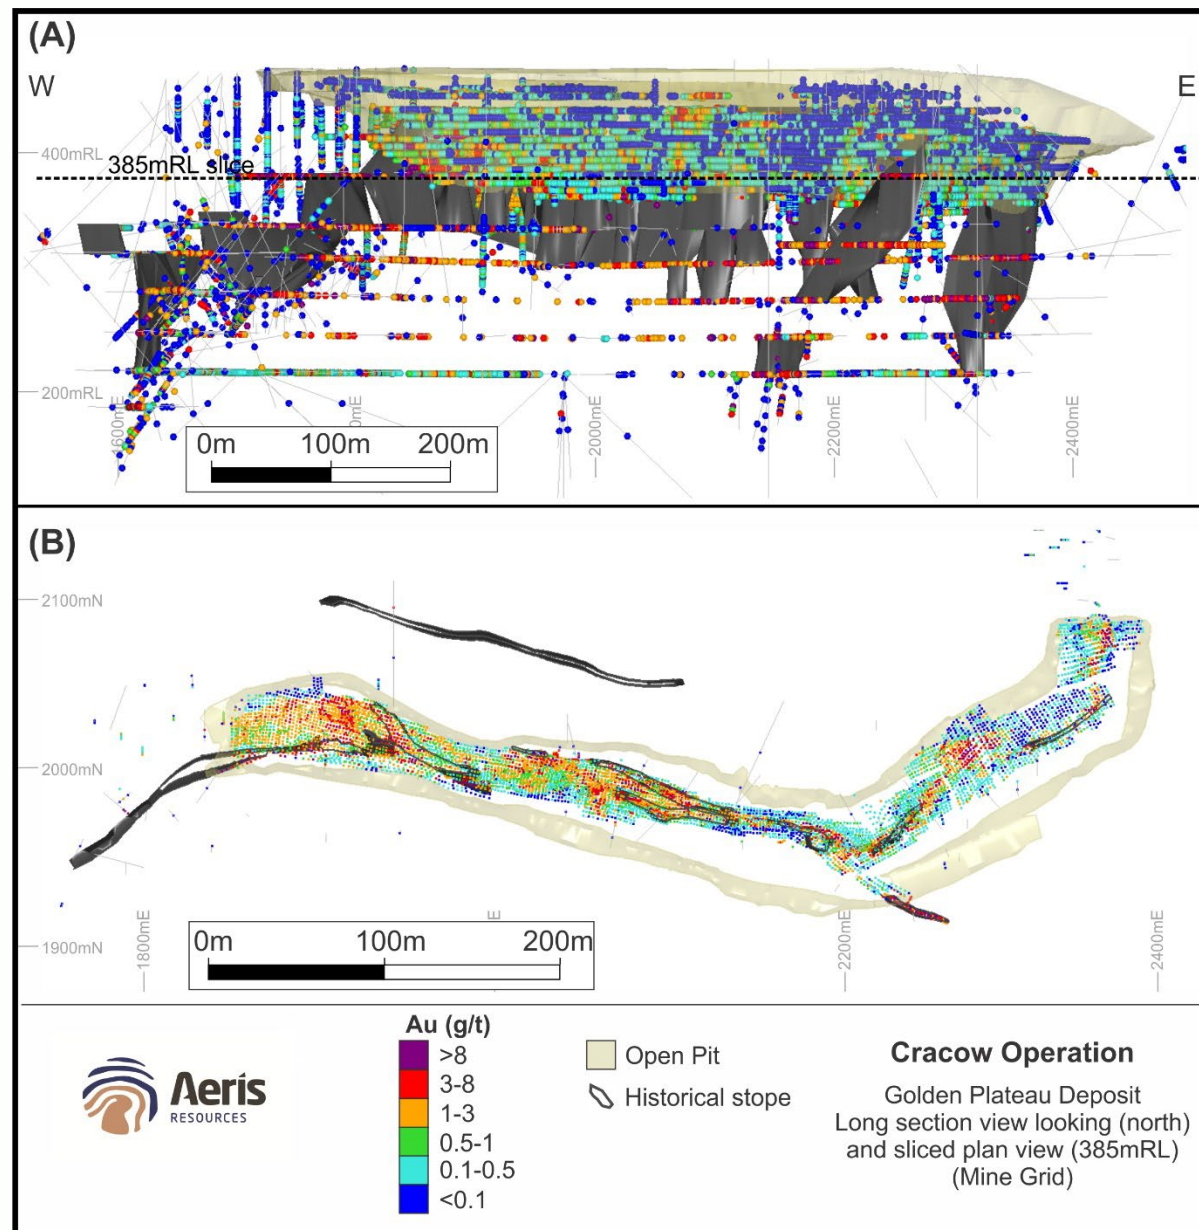 (A)
W
E
400mRL
385mRL slice
200mRL
1600mE
2000mE
2200mE
2400mE
0m 100m 200m
(B)
2100mN
2000mN
1900mN
1800mE
2200mE
2400mE
0m 100m 200m
Aeris
RESOURCES
Au (g/t)
>8
3-8
1-3
0.5-1
0.1-0.5
<0.1
Open Pit
Historical stope
Cracow Operation
Golden Plateau Deposit
Long section view looking (north)
and sliced plan view (385mRL)
(Mine Grid)